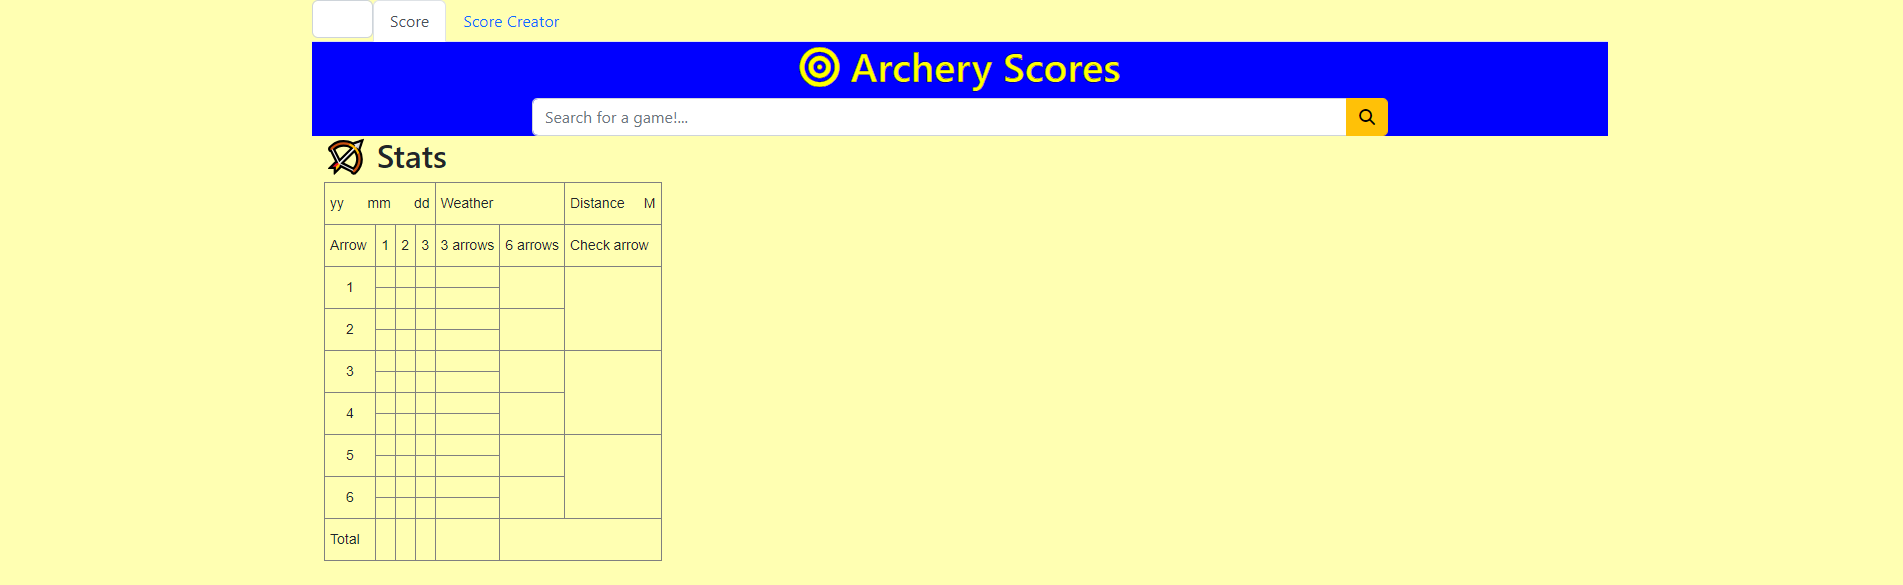 Score Score Creator
Archery Scores
Search for a game!...
Stats
yy mm dd Weather Distance M
Arrow 1 2 3 3 arrows 6 arrows Check arrow
1
2
3
4
5
6
Total